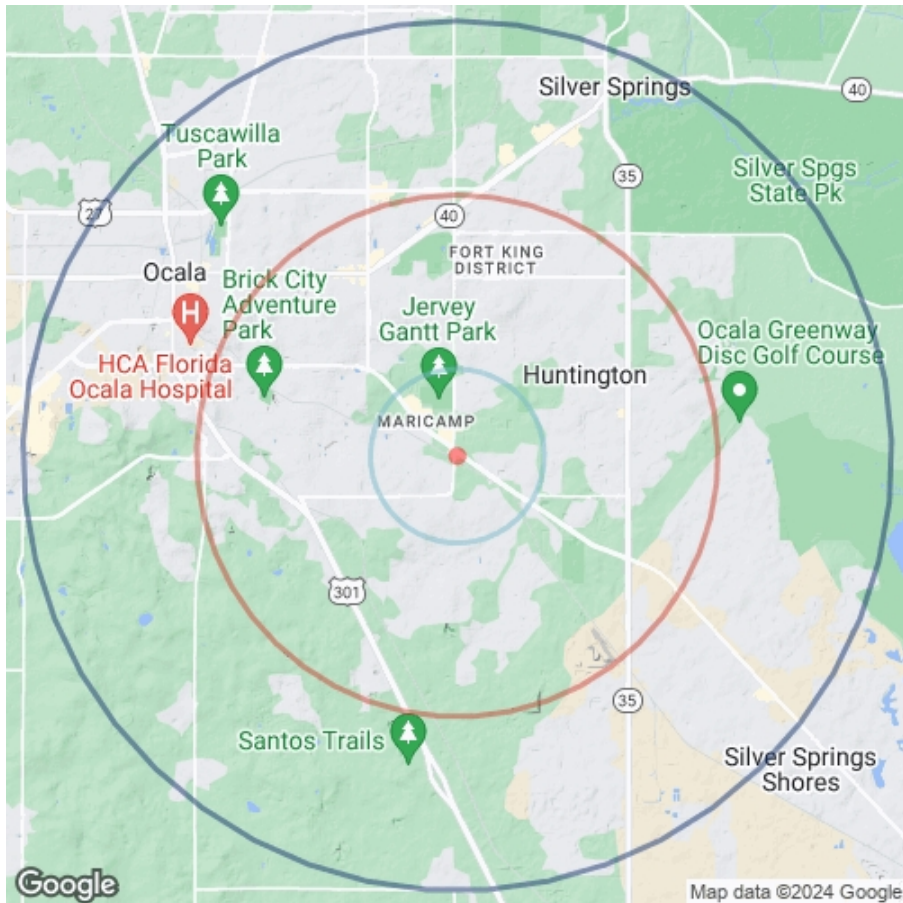 Silver Springs
40
Tuscawilla
Park
35
Silver Spgs
State Pk
27
40
FORT KING
DISTRICT
Ocala
Brick City
Adventure
Park
Jervey
Gantt Park
Ocala Greenway
Disc Golf Course
H
HCA Florida
Ocala Hospital
Huntington
MARICAMP
301
35
Santos Trails
Silver Springs
Shores
Google
Map data ©2024 Google